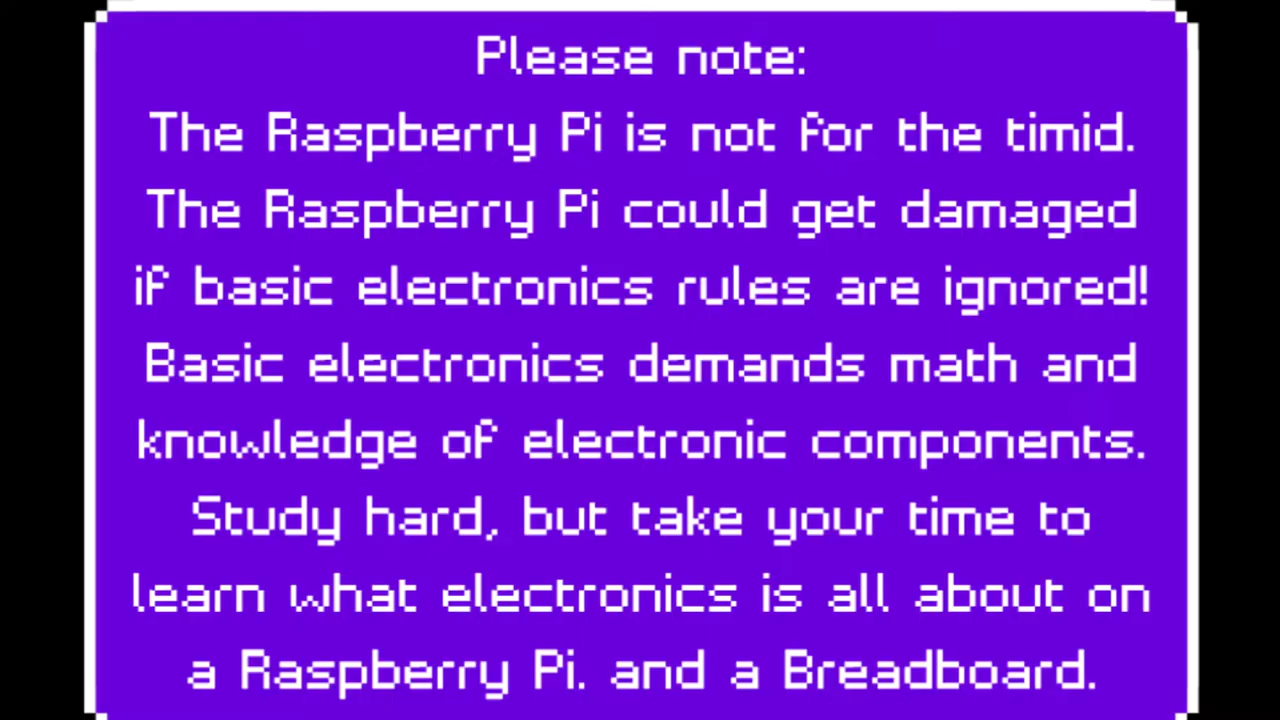 Please note:
The Raspberry Pi is not for the timid.
The Raspberry Pi could get damaged
if basic electronics rules are ignored!
Basic electronics demands math and
knowledge of electronic components.
Study hard, but take your time to
learn what electronics is all about on
a Raspberry Pi. and a Breadboard.